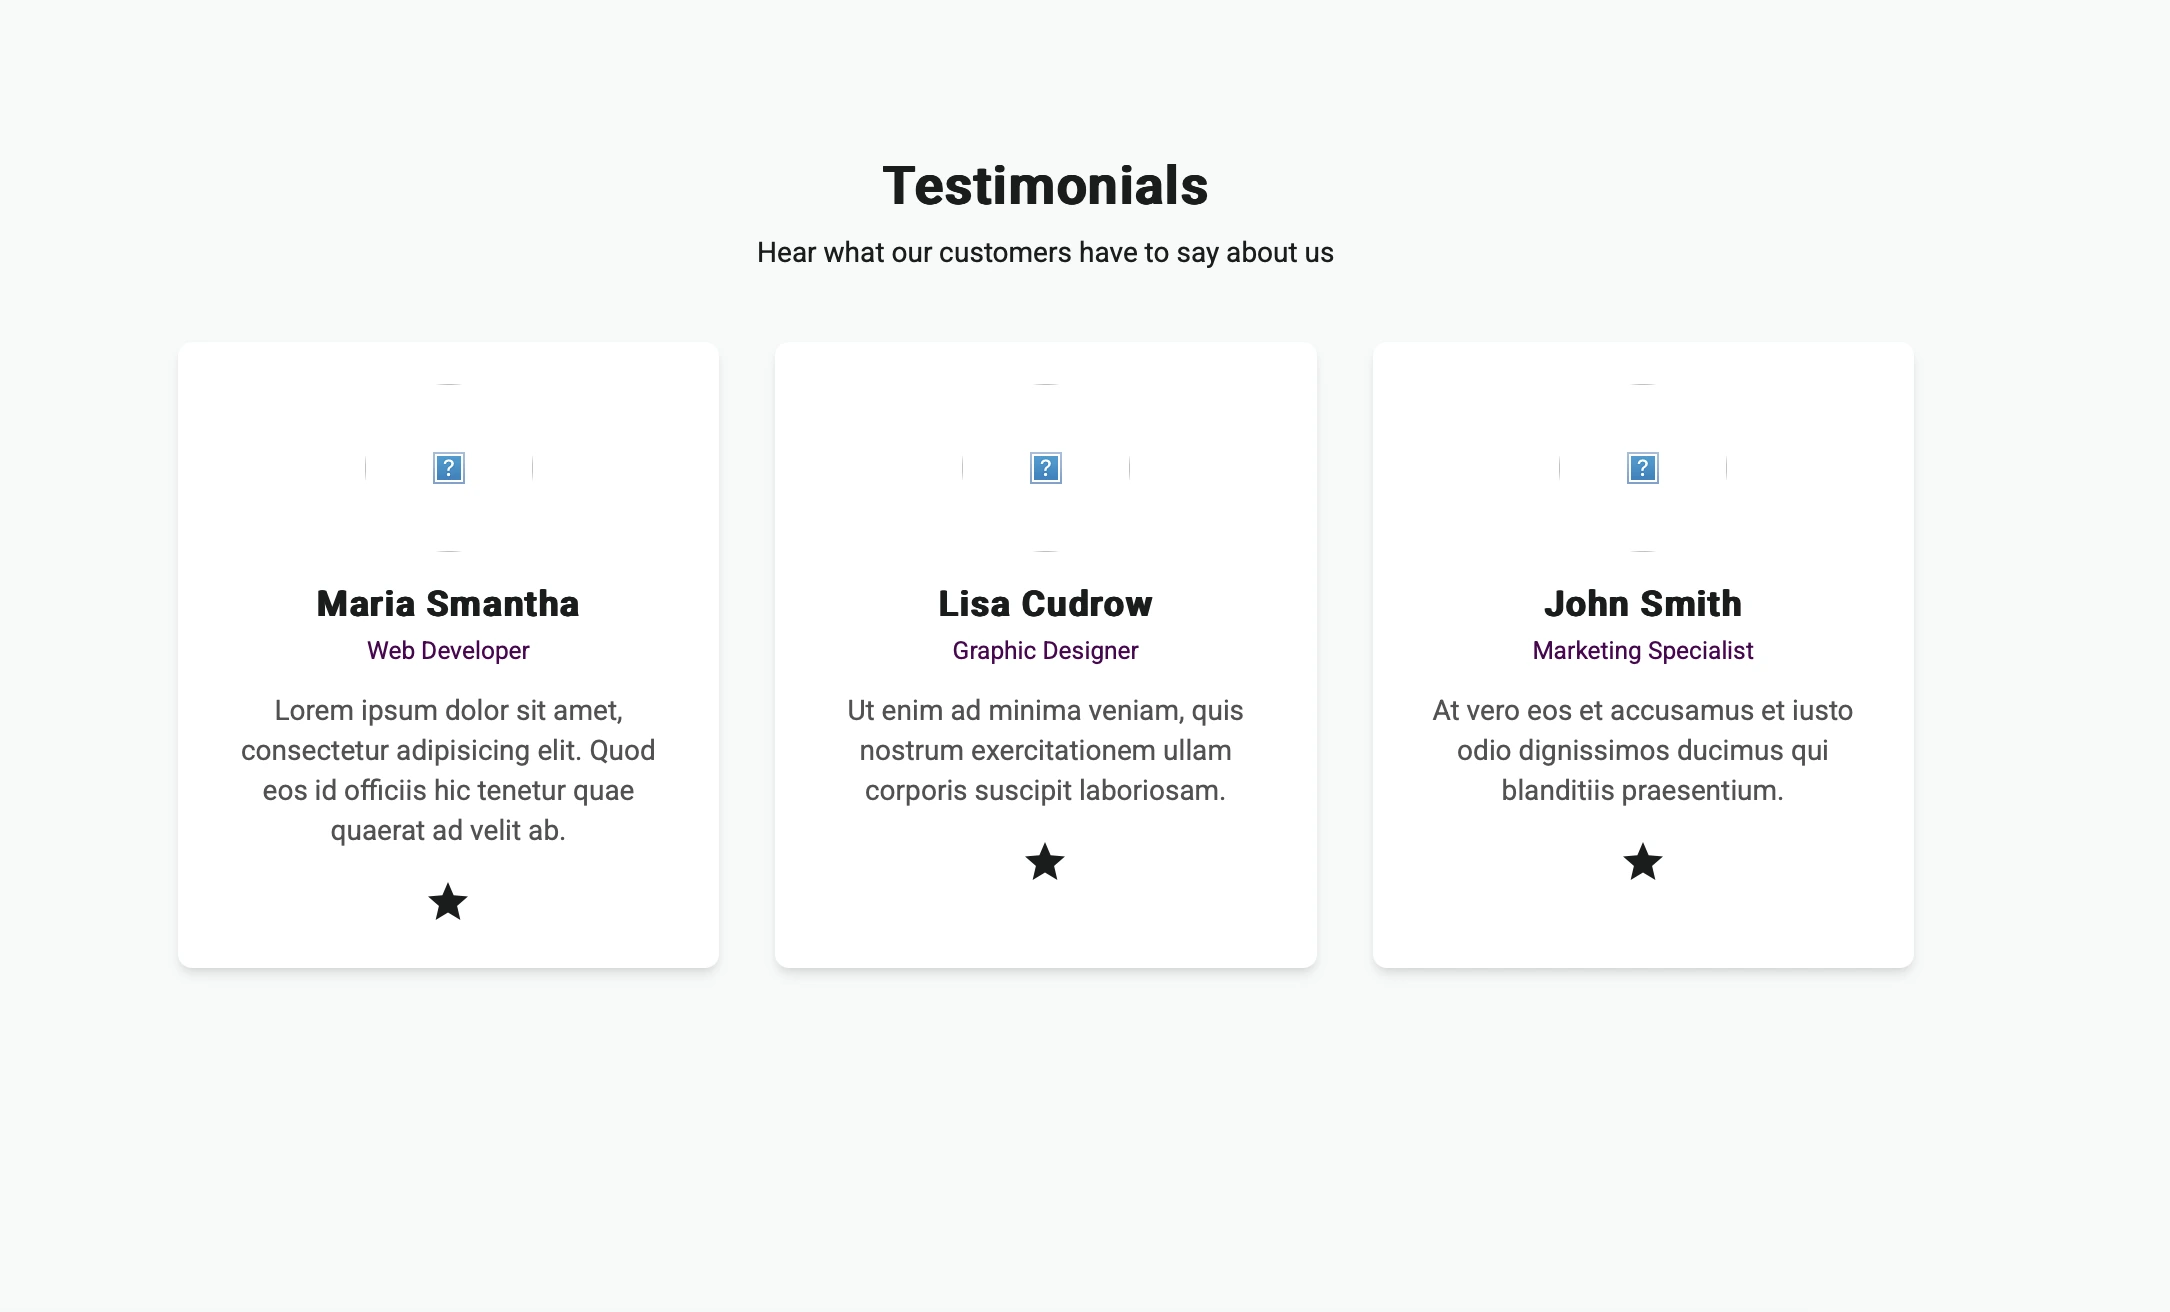 Testimonials
Hear what our customers have to say about us
Maria Smantha
Web Developer
Lorem ipsum dolor sit amet,
consectetur adipisicing elit. Quod
eos id officiis hic tenetur quae
quaerat ad velit ab.
Lisa Cudrow
Graphic Designer
Ut enim ad minima veniam, quis
nostrum exercitationem ullam
corporis suscipit laboriosam.
John Smith
Marketing Specialist
At vero eos et accusamus et iusto
odio dignissimos ducimus qui
blanditiis praesentium.